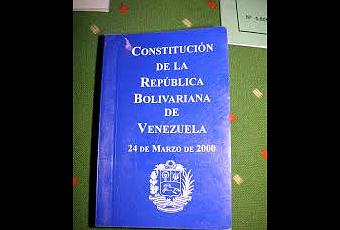 CONSTITUCIÓN
DE LA
REPÚBLICA
BOLIVARIANA
DE
VENEZUELA
24 DE MARZO DE 2000